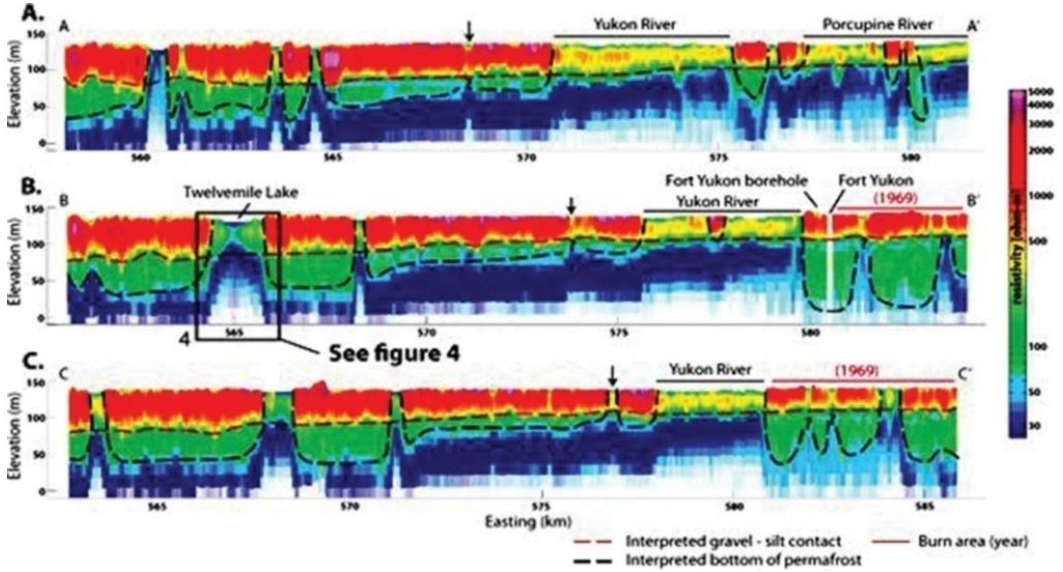 A.
A Yukon River Porcupine River A'
Elevation (m)
150
100
50
0
560 565 570 575 580
B.
Fort Yukon borehole Fort Yukon
B Twelvemile Lake Yukon River (1969) B'
Elevation (m)
150
100
50
0
565 570 575 580
4 See figure 4
C.
C Yukon River (1969) C'
Elevation (m)
150
100
50
0
565 570 575 580 585
Easting (km)
5000
4000
3000
2000
1000
500
100
50
30
resistivity (ohm-m)
Interpreted gravel - silt contact Burn area (year)
Interpreted bottom of permafrost